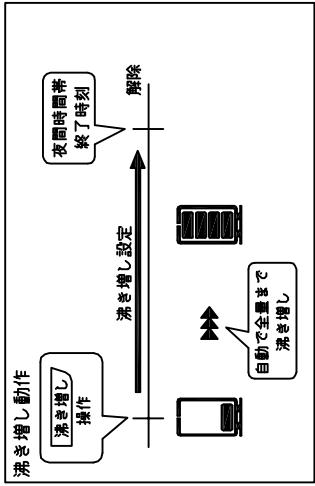 沸き増し動作
沸き増し
操作
夜間時間帯
終了時刻
沸き増し設定
解除
自動で全量まで
沸き増し